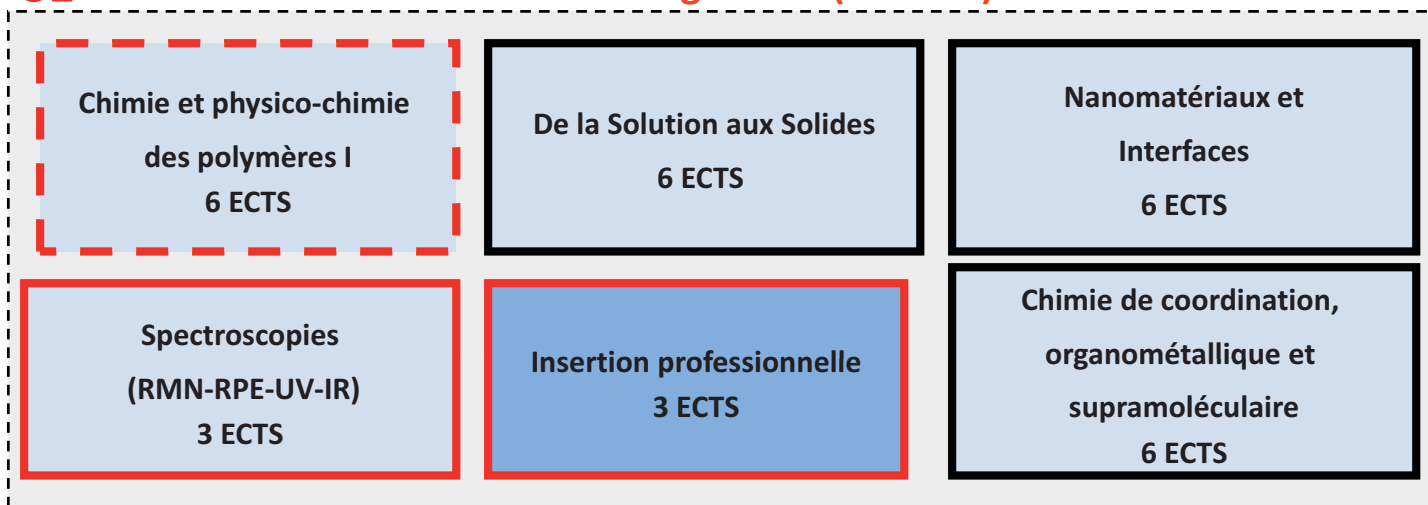 Chimie et physico-chimie
des polymères I
6 ECTS
De la Solution aux Solides
6 ECTS
Nanomatériaux et
Interfaces
6 ECTS
Spectroscopies
(RMN-RPE-UV-IR)
3 ECTS
Insertion professionnelle
3 ECTS
Chimie de coordination,
organométallique et
supramoléculaire
6 ECTS